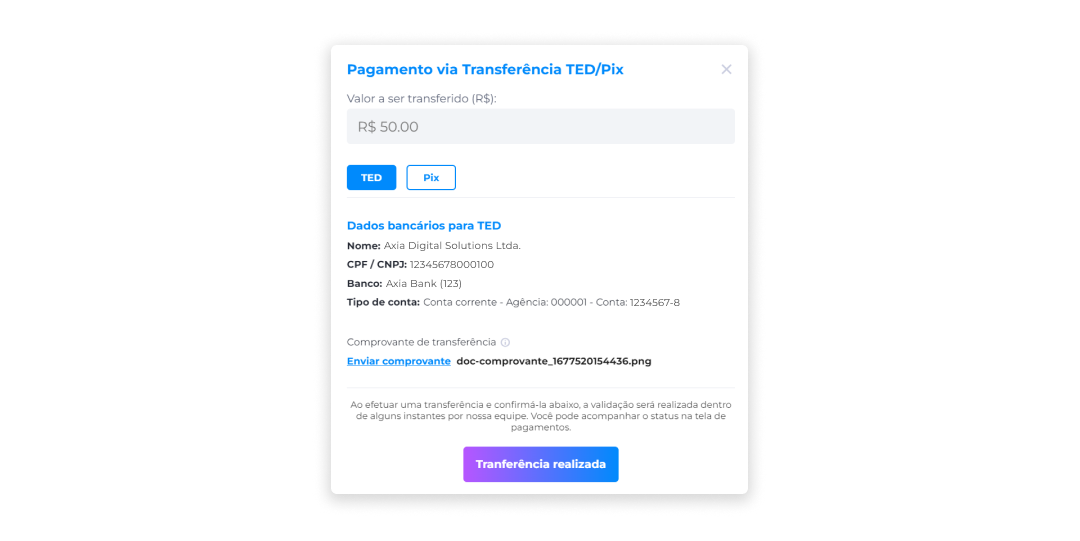 Pagamento via Transferência TED/Pix
Valor a ser transferido (R$):
R$ 50.00
TED Pix
Dados bancários para TED
Nome: Axia Digital Solutions Ltda.
CPF / CNPJ: 12345678000100
Banco: Axia Bank (123)
Tipo de conta: Conta corrente - Agência: 000001 - Conta: 1234567-8
Comprovante de transferência
Enviar comprovante doc-comprovante_1677520154436.png
Ao efetuar uma transferência e confirmá-la abaixo, a validação será realizada dentro
de alguns instantes por nossa equipe. Você pode acompanhar o status na tela de
pagamentos.
Tranferência realizada